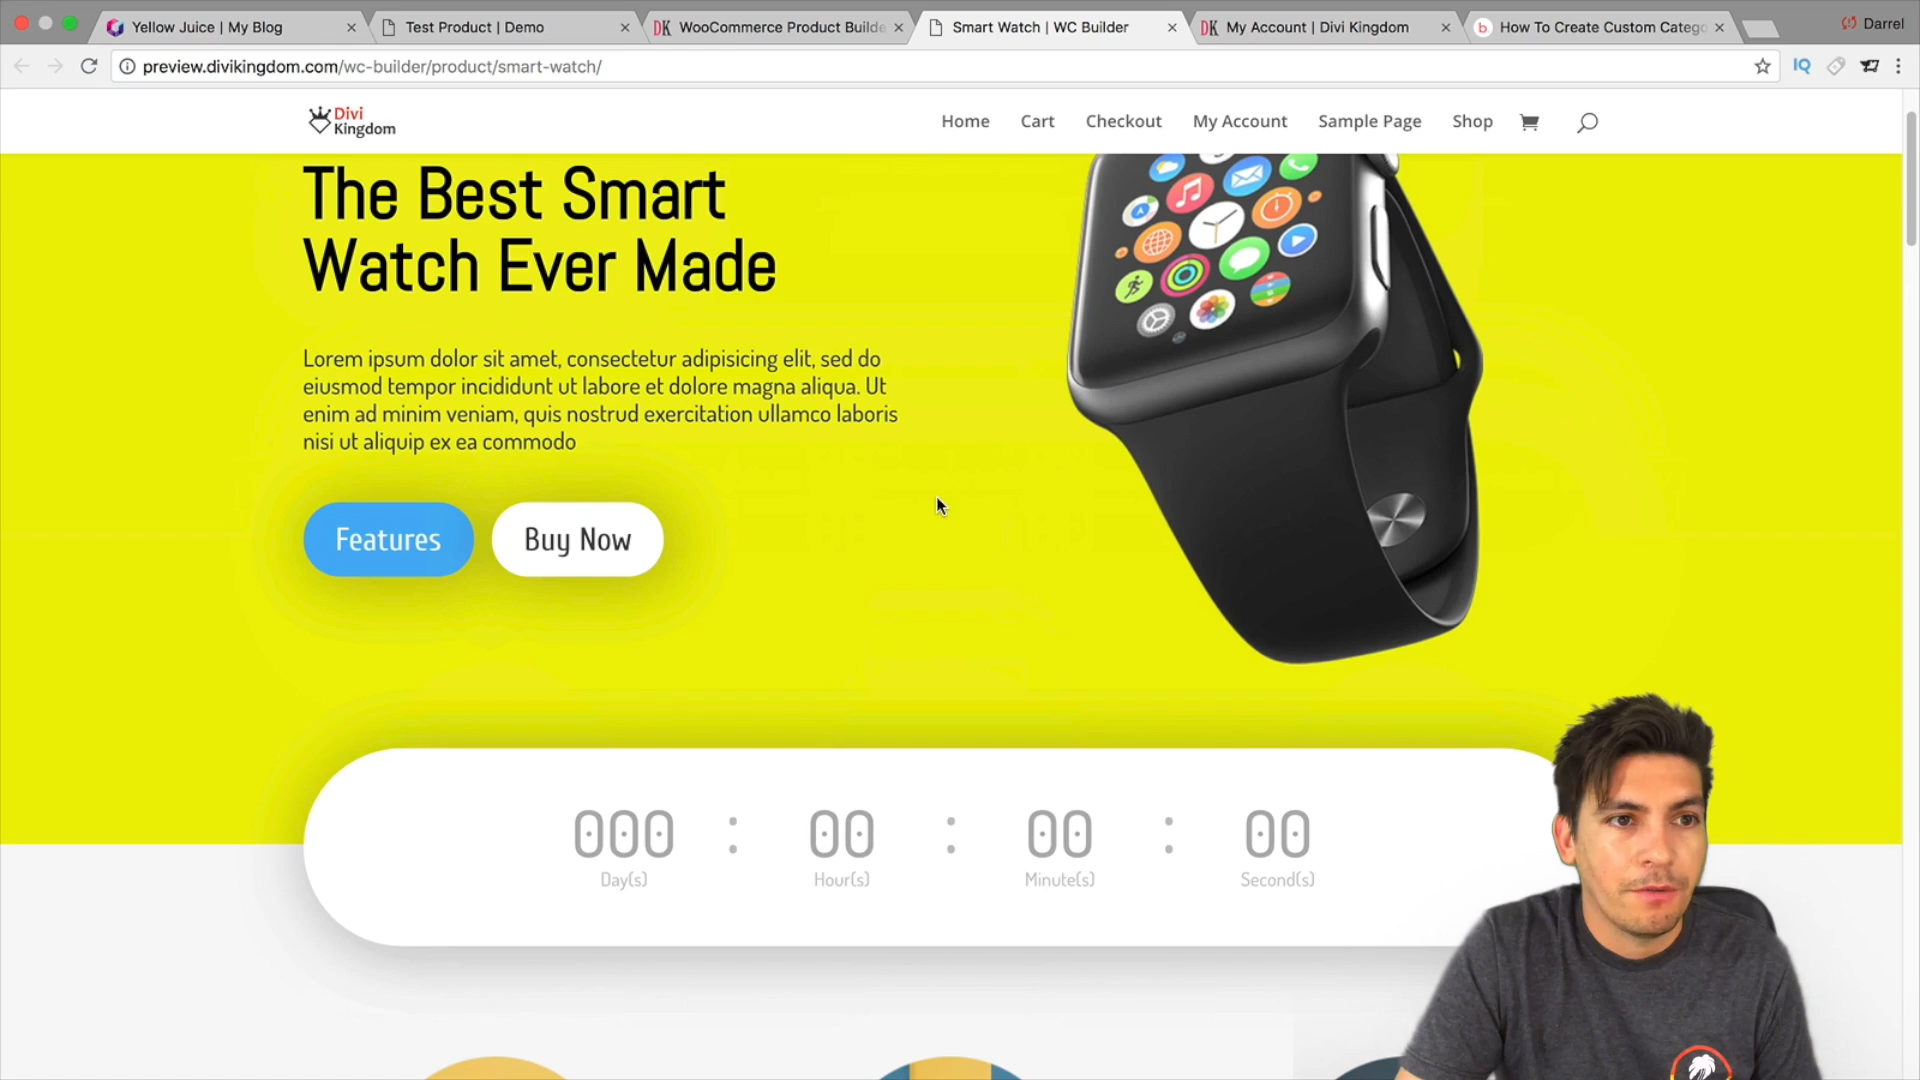 Yellow Juice | My Blog
Test Product | Demo
DK WooCommerce Product Builde
Smart Watch | WC Builder
DK My Account | Divi Kingdom
b How To Create Custom Catego
Darrel
preview.divikingdom.com/wc-builder/product/smart-watch/
IQ
Divi
Kingdom
Home
Cart
Checkout
My Account
Sample Page
Shop
The Best Smart
Watch Ever Made
Lorem ipsum dolor sit amet, consectetur adipisicing elit, sed do
eiusmod tempor incididunt ut labore et dolore magna aliqua. Ut
enim ad minim veniam, quis nostrud exercitation ullamco laboris
nisi ut aliquip ex ea commodo
Features
Buy Now
000 : 00 : 00 : 00
Day(s) Hour(s) Minute(s) Second(s)